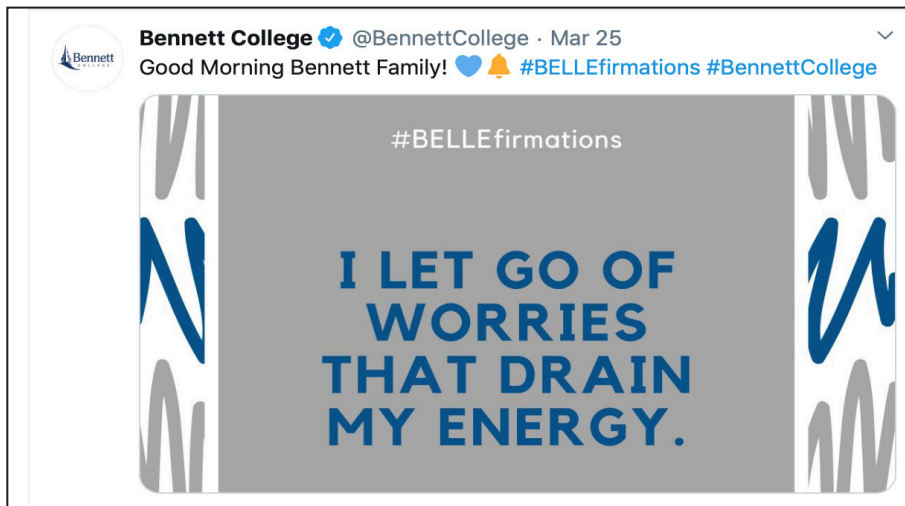 Bennett
COLLEGE
Bennett College @BennettCollege · Mar 25
Good Morning Bennett Family! 💙🔔 #BELLEfirmations #BennettCollege
#BELLEfirmations
I LET GO OF
WORRIES
THAT DRAIN
MY ENERGY.